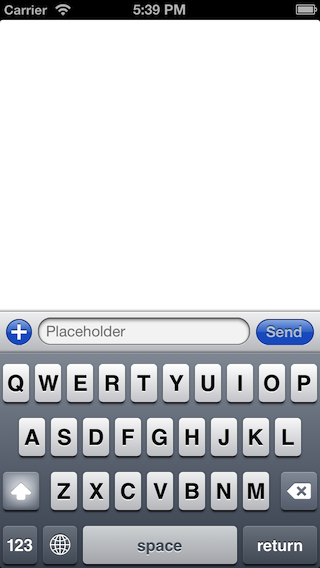 Carrier 5:39 PM
Placeholder Send
Q W E R T Y U I O P
A S D F G H J K L
Z X C V B N M
123 space return